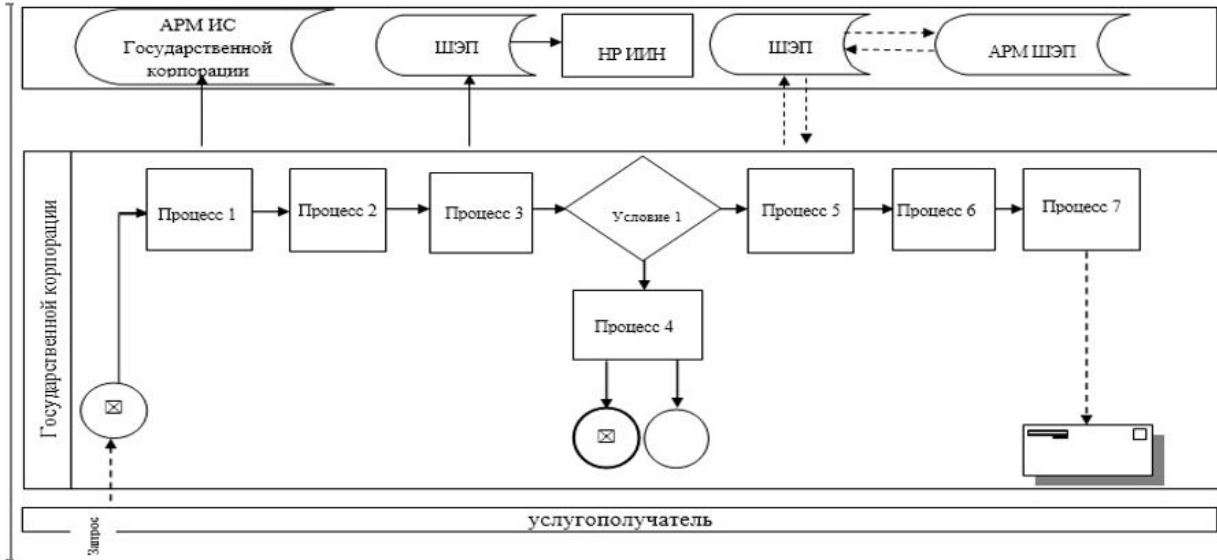 АРМ ИС
Государственной
корпорации
ШЭП
НР ИИН
ШЭП
АРМ ШЭП
Государственной корпорации
Процесс 1
Процесс 2
Процесс 3
Условие 1
Процесс 5
Процесс 6
Процесс 7
Процесс 4
Запрос
услугополучатель